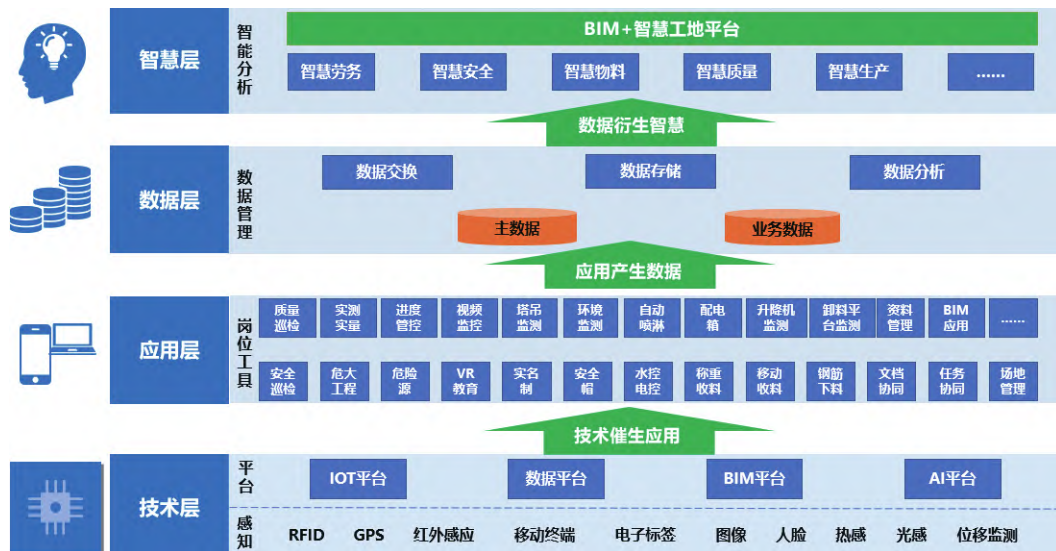 智慧层
智能分析
BIM+智慧工地平台
智慧劳务 智慧安全 智慧物料 智慧质量 智慧生产 ......
数据衍生智慧
数据层
数据管理
数据交换 数据存储 数据分析
主数据 业务数据
应用产生数据
应用层
岗位工具
质量 实测 进度 视频 塔吊 环境 自动 配电 升降机 卸料平 资料 BIM ......
巡检 实量 管控 监控 监测 监测 喷淋 箱 监测 台监测 管理 应用
安全 危大 危险 VR 实名 安全 水控 称重 移动 钢筋 文档 任务 场地
巡检 工程 源 教育 制 帽 电控 收料 收料 下料 协同 协同 管理
技术催生应用
技术层
平台
IOT平台 数据平台 BIM平台 AI平台
感知
RFID GPS 红外感应 移动终端 电子标签 图像 人脸 热感 光感 位移监测